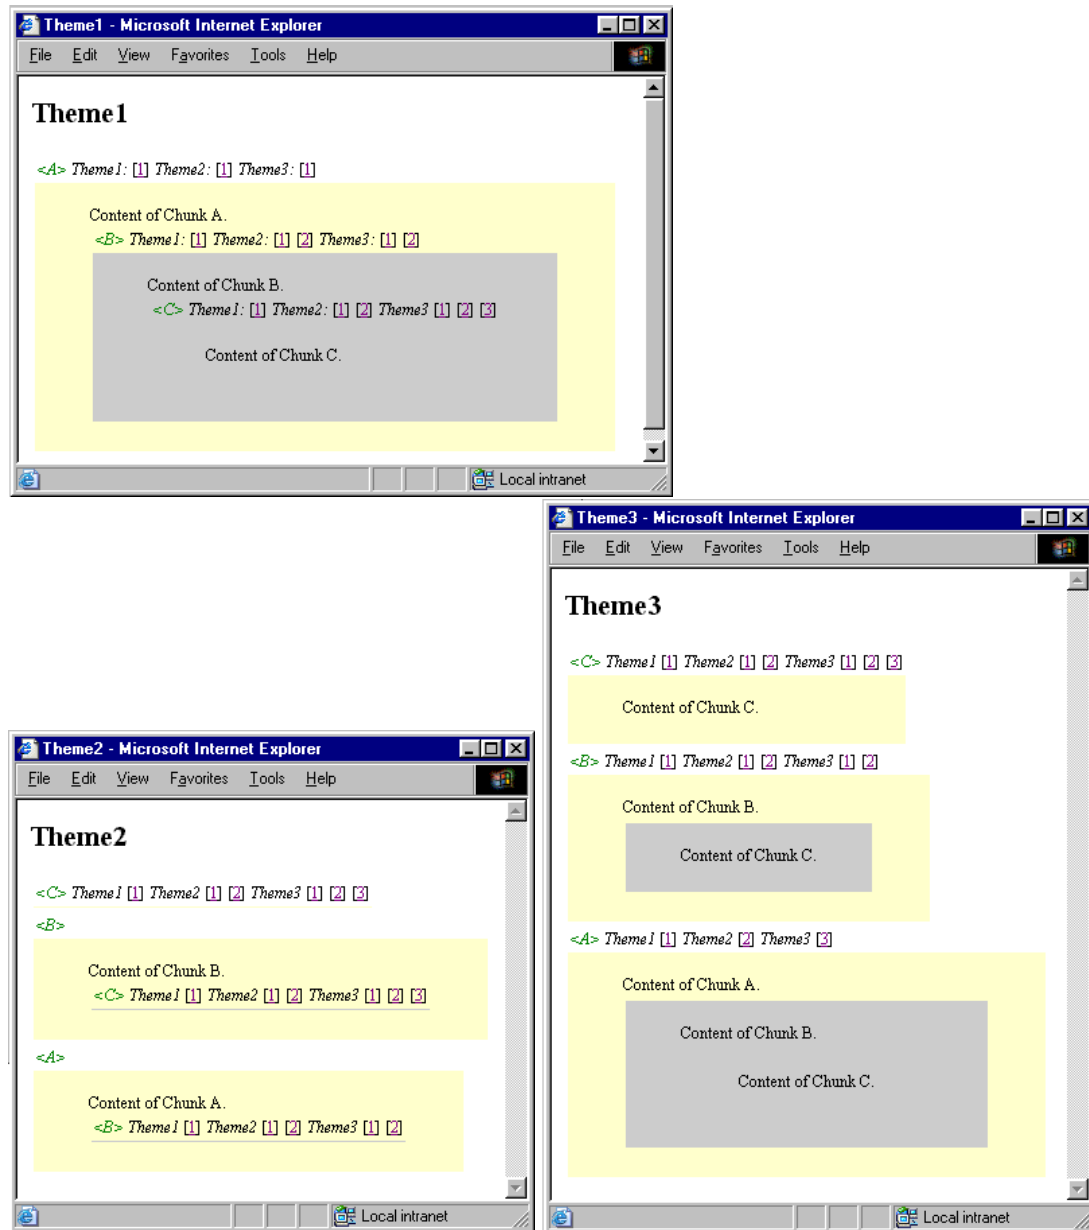 Theme1 - Microsoft Internet Explorer
File Edit View Favorites Tools Help
Theme1
<A> Theme1: [1] Theme2: [1] Theme3: [1]
Content of Chunk A.
<B> Theme1: [1] Theme2: [1] [2] Theme3: [1] [2]
Content of Chunk B.
<C> Theme1: [1] Theme2: [1] [2] Theme3 [1] [2] [3]
Content of Chunk C.
Local intranet
Theme2 - Microsoft Internet Explorer
File Edit View Favorites Tools Help
Theme2
<C> Theme1 [1] Theme2 [1] [2] Theme3 [1] [2] [3]
<B>
Content of Chunk B.
<C> Theme1 [1] Theme2 [1] [2] Theme3 [1] [2] [3]
<A>
Content of Chunk A.
<B> Theme1 [1] Theme2 [1] [2] Theme3 [1] [2]
Local intranet
Theme3 - Microsoft Internet Explorer
File Edit View Favorites Tools Help
Theme3
<C> Theme1 [1] Theme2 [1] [2] Theme3 [1] [2] [3]
Content of Chunk C.
<B> Theme1 [1] Theme2 [1] [2] Theme3 [1] [2]
Content of Chunk B.
Content of Chunk C.
<A> Theme1 [1] Theme2 [2] Theme3 [3]
Content of Chunk A.
Content of Chunk B.
Content of Chunk C.
Local intranet